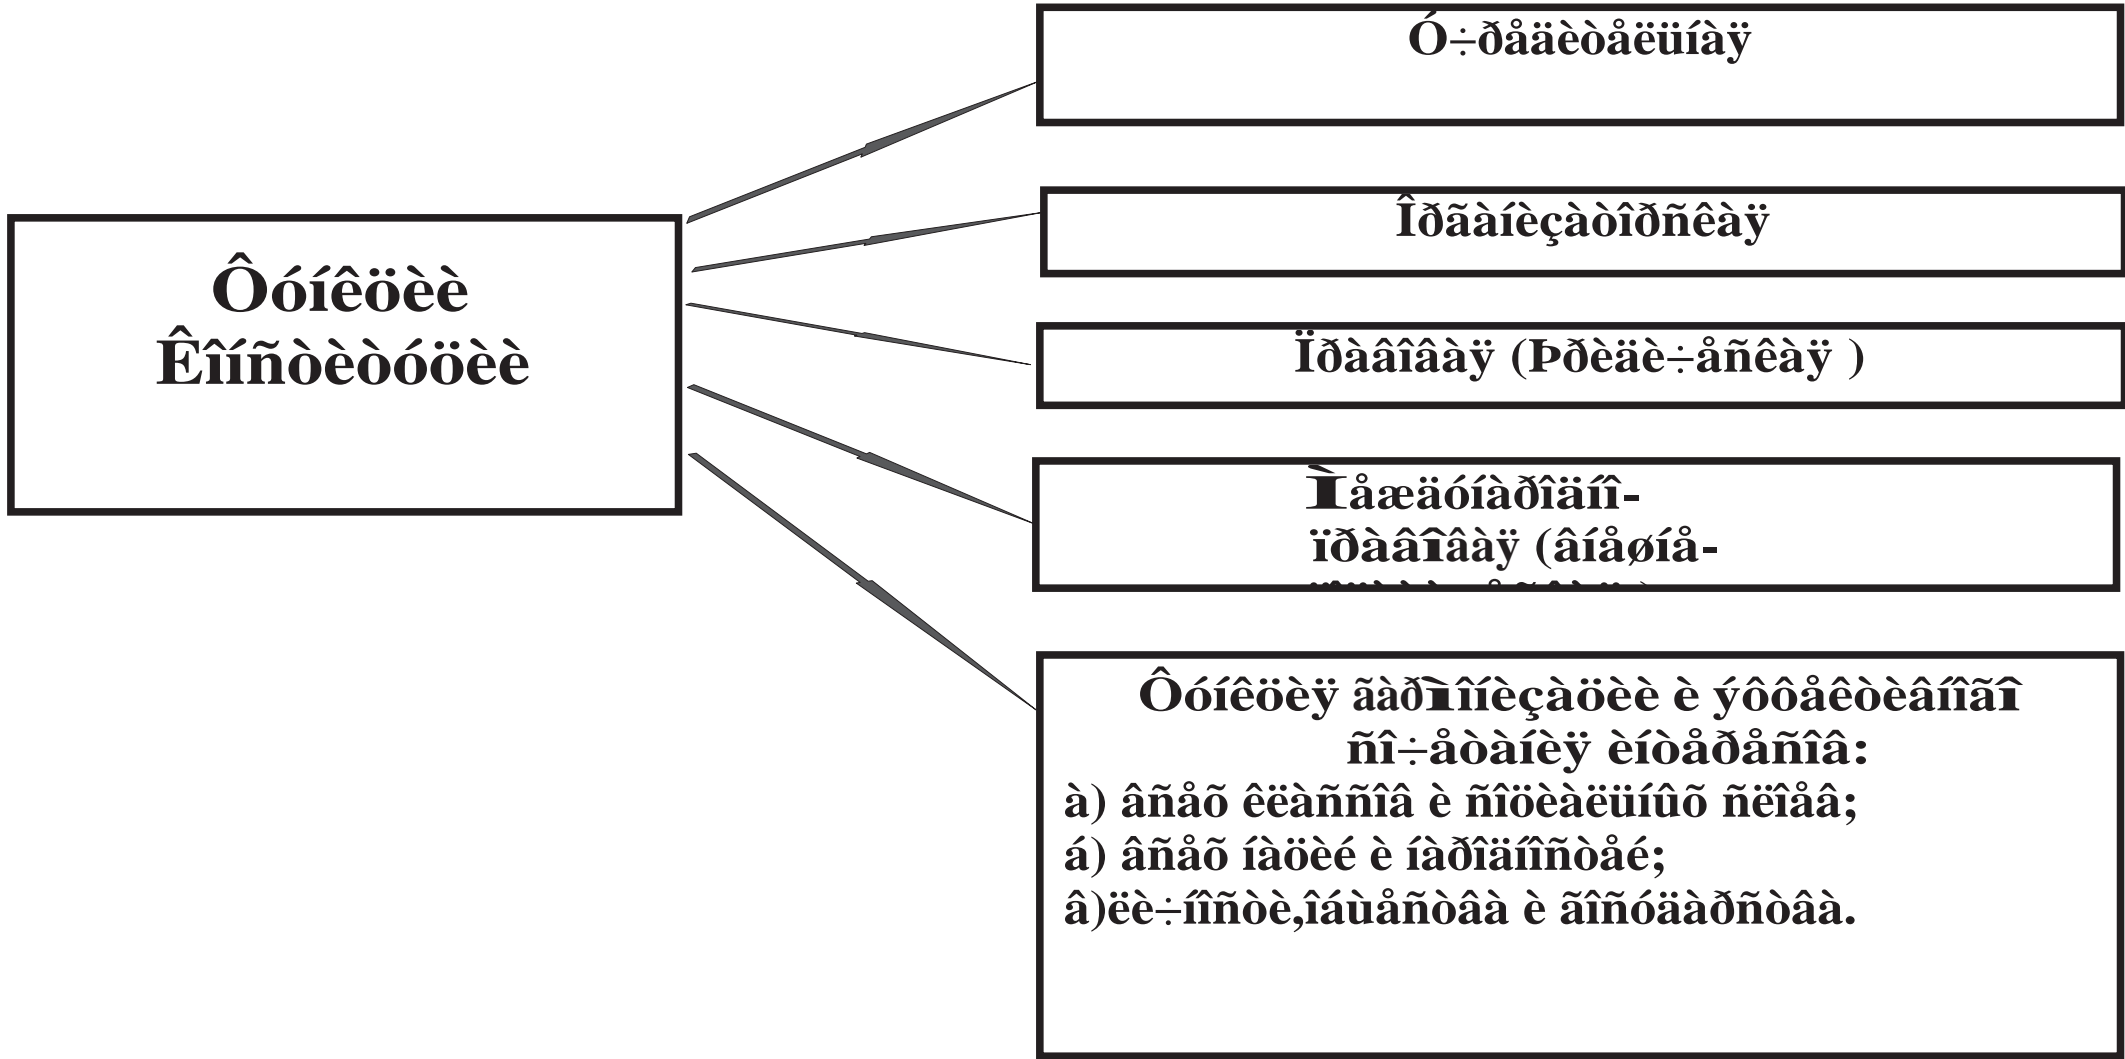 Ó÷ðåäèòåëüíàÿ
Îðãàíèçàòîðñêàÿ
Ôóíêöèè
Êîíñòèòóöèè
Ïðàâîâàÿ (Þðèäè÷åñêàÿ )
Ìåæäóíàðîäíî-
ïðàâîâàÿ (âíåøíå-
Ôóíêöèÿ ãàðìîíèçàöèè è ýôôåêòèâíîãî
ñî÷åòàíèÿ èíòåðåñîâ:
à) âñåõ êëàññîâ è ñîöèàëüíûõ ñëîåâ;
á) âñåõ íàöèé è íàðîäíîñòåé;
â)ëè÷íîñòè,îáùåñòâà è ãîñóäàðñòâà.